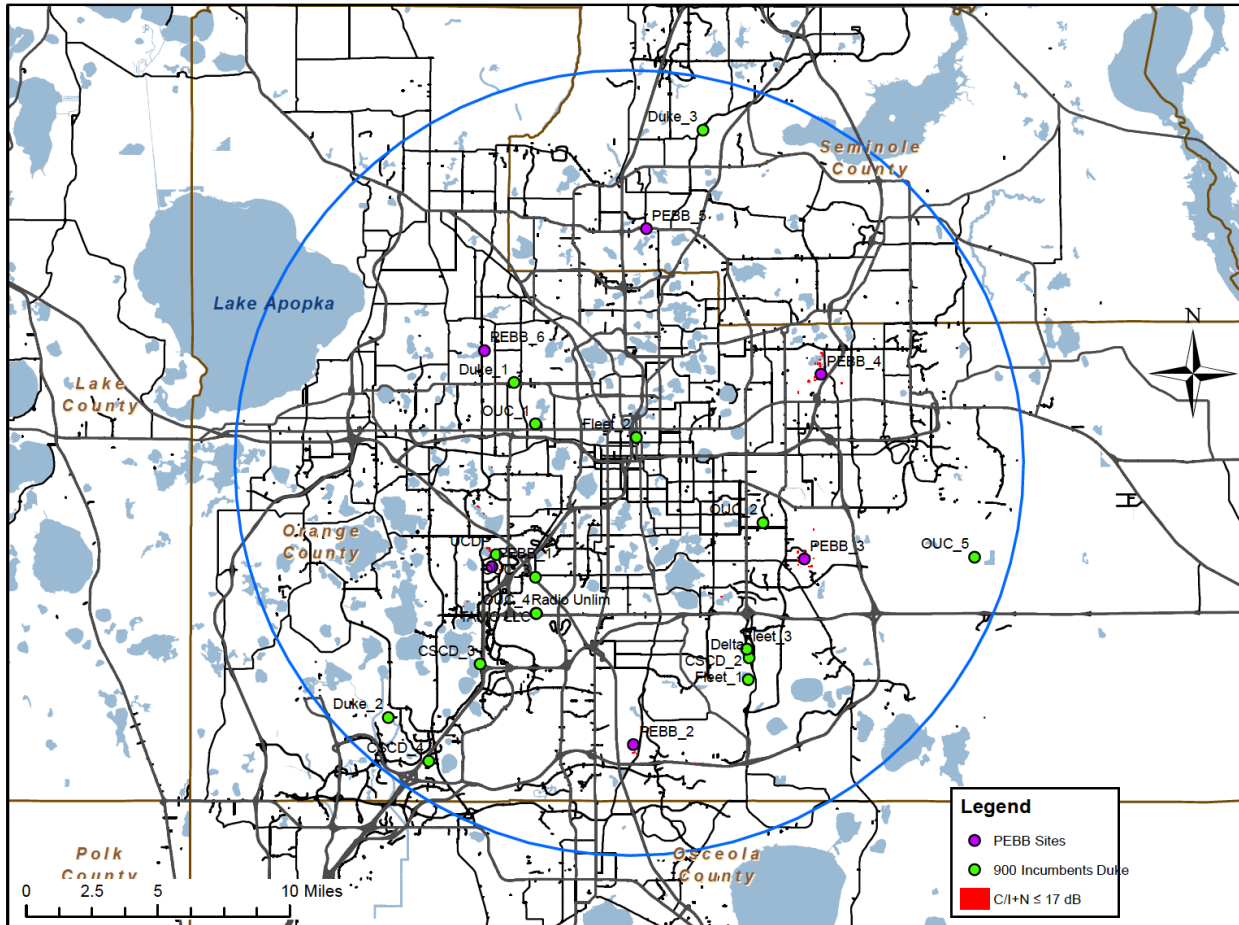 Duke_3
Seminole
County
PEBB_5
N
Lake Apopka
PEBB_6
PEBB_4
Duke_1
Lake
County
OUC_1
Fleet_2
OUC_2
Orange
County
UCDP
PEBB_1
PEBB_3
OUC_5
OUC_4
Radio Unlim
TAMO LLC
Fleet_3
Delta
CSCD_3
CSCD_2
Fleet_1
Duke_2
PEBB_2
CSCD_4
Polk
County
Osceola
County
0 2.5 5 10 Miles
Legend
PEBB Sites
900 Incumbents Duke
C/I+N ≤ 17 dB